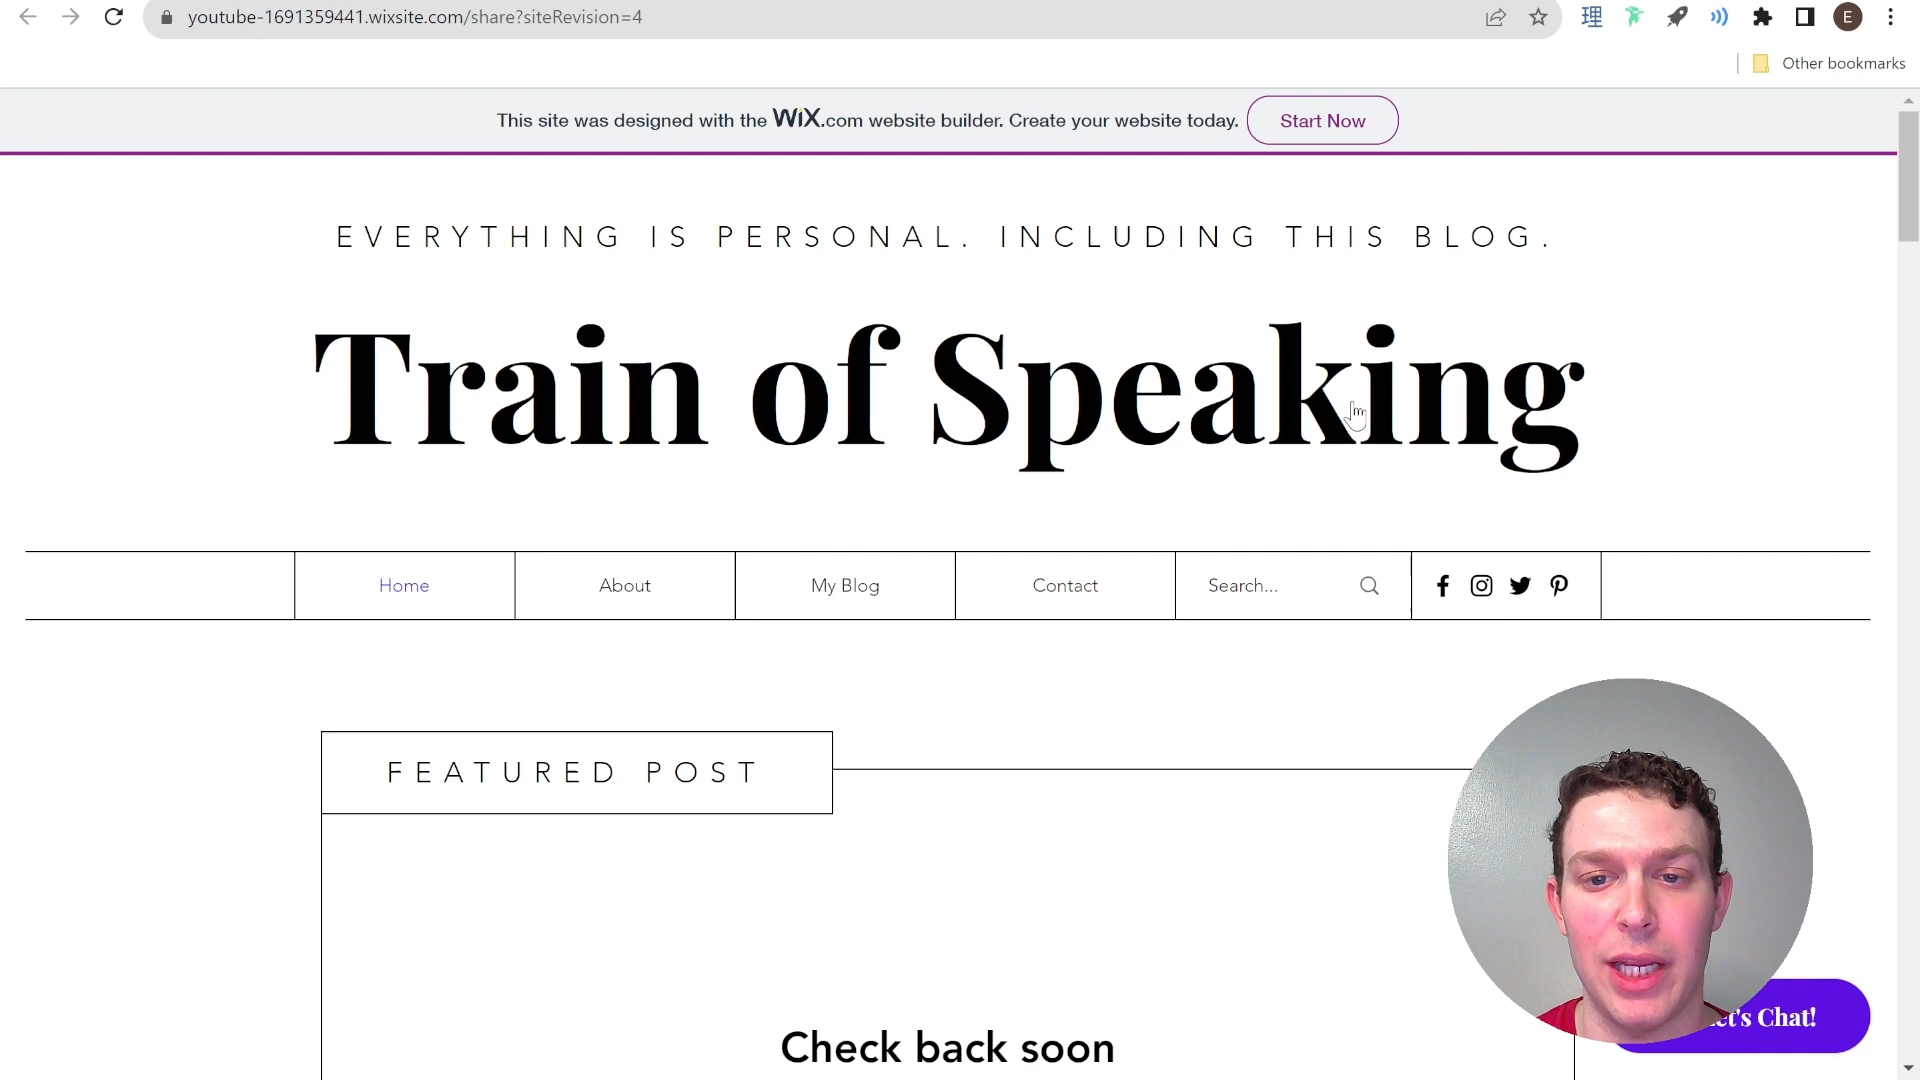 youtube-1691359441.wixsite.com/share?siteRevision=4
理
E
Other bookmarks
This site was designed with the WiX.com website builder. Create your website today. Start Now
EVERYTHING IS PERSONAL. INCLUDING THIS BLOG.
Train of Speaking
Home About My Blog Contact Search...
FEATURED POST
Check back soon
Chat!